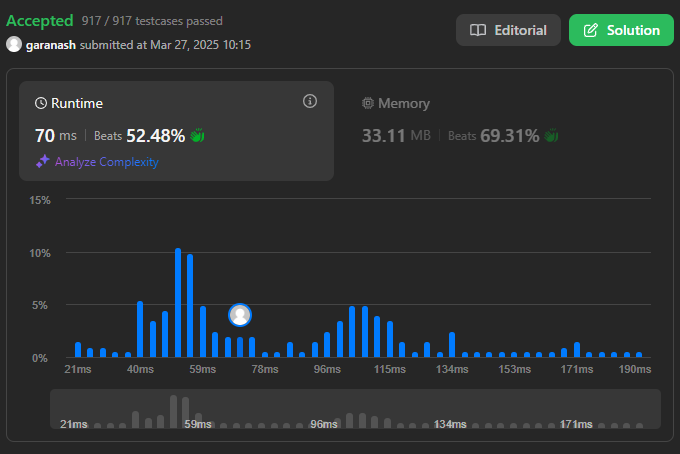 Accepted 917 / 917 testcases passed
garanash submitted at Mar 27, 2025 10:15
Editorial
Solution
Runtime
70 ms | Beats 52.48%
Analyze Complexity
Memory
33.11 MB | Beats 69.31%
15%
10%
5%
0%
21ms 40ms 59ms 78ms 96ms 115ms 134ms 153ms 171ms 190ms
21ms 59ms 96ms 134ms 171ms